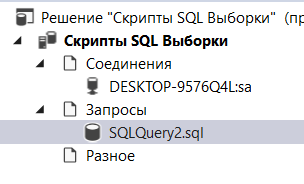 Решение "Скрипты SQL Выборки" (пр
Скрипты SQL Выборки
Соединения
DESKTOP-9576Q4L:sa
Запросы
SQLQuery2.sql
Разное